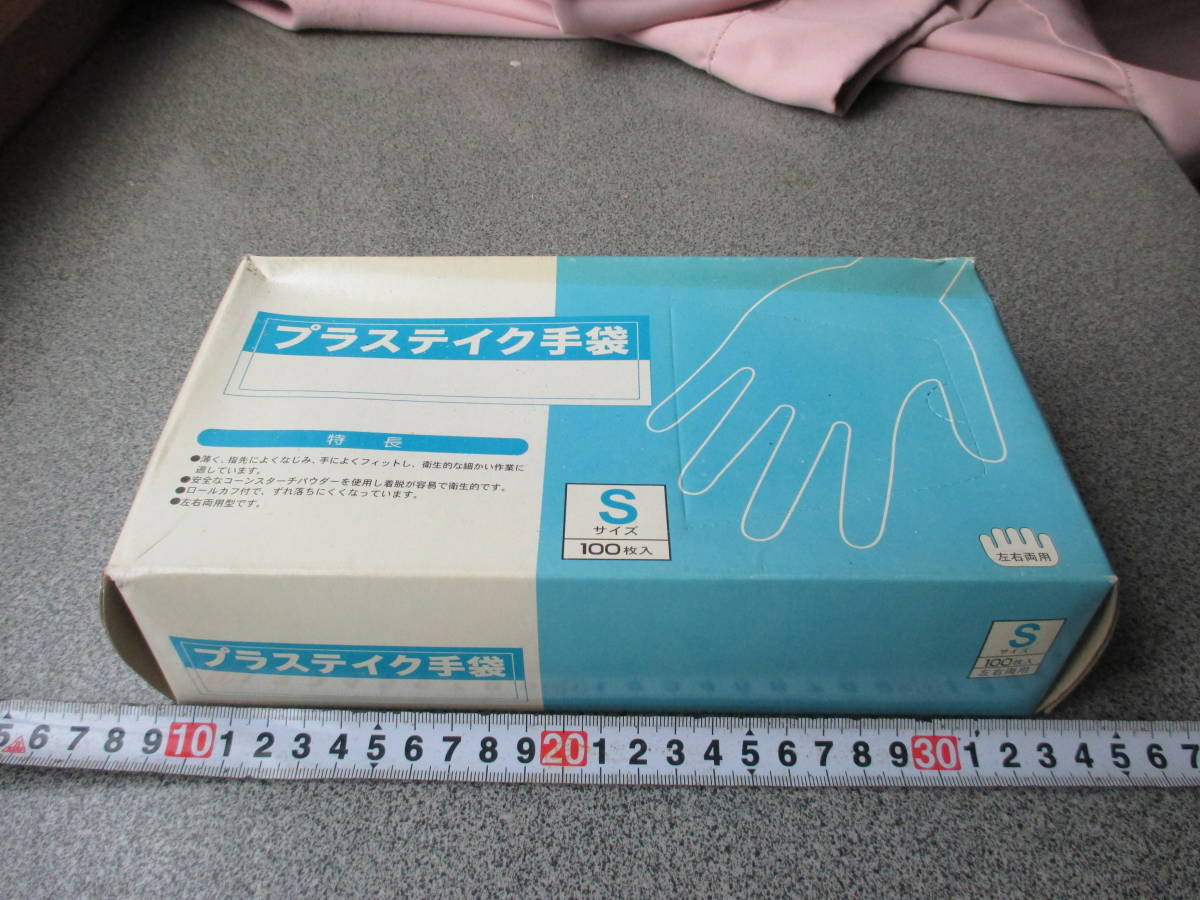 プラステイク手袋
特長
●薄く、指先によくなじみ、手によくフィットし、衛生的な細かい作業に
適しています。
●安全なコーンスターチパウダーを使用し着脱が容易で衛生的です。
●ロールカフ付で、ずれ落ちにくくなっています。
●左右両用型です。
S
サイズ
100枚入
左右両用
プラステイク手袋
S
サイズ
100枚入
左右両用
5 6 7 8 9 10 1 2 3 4 5 6 7 8 9 20 1 2 3 4 5 6 7 8 9 30 1 2 3 4 5 6 7